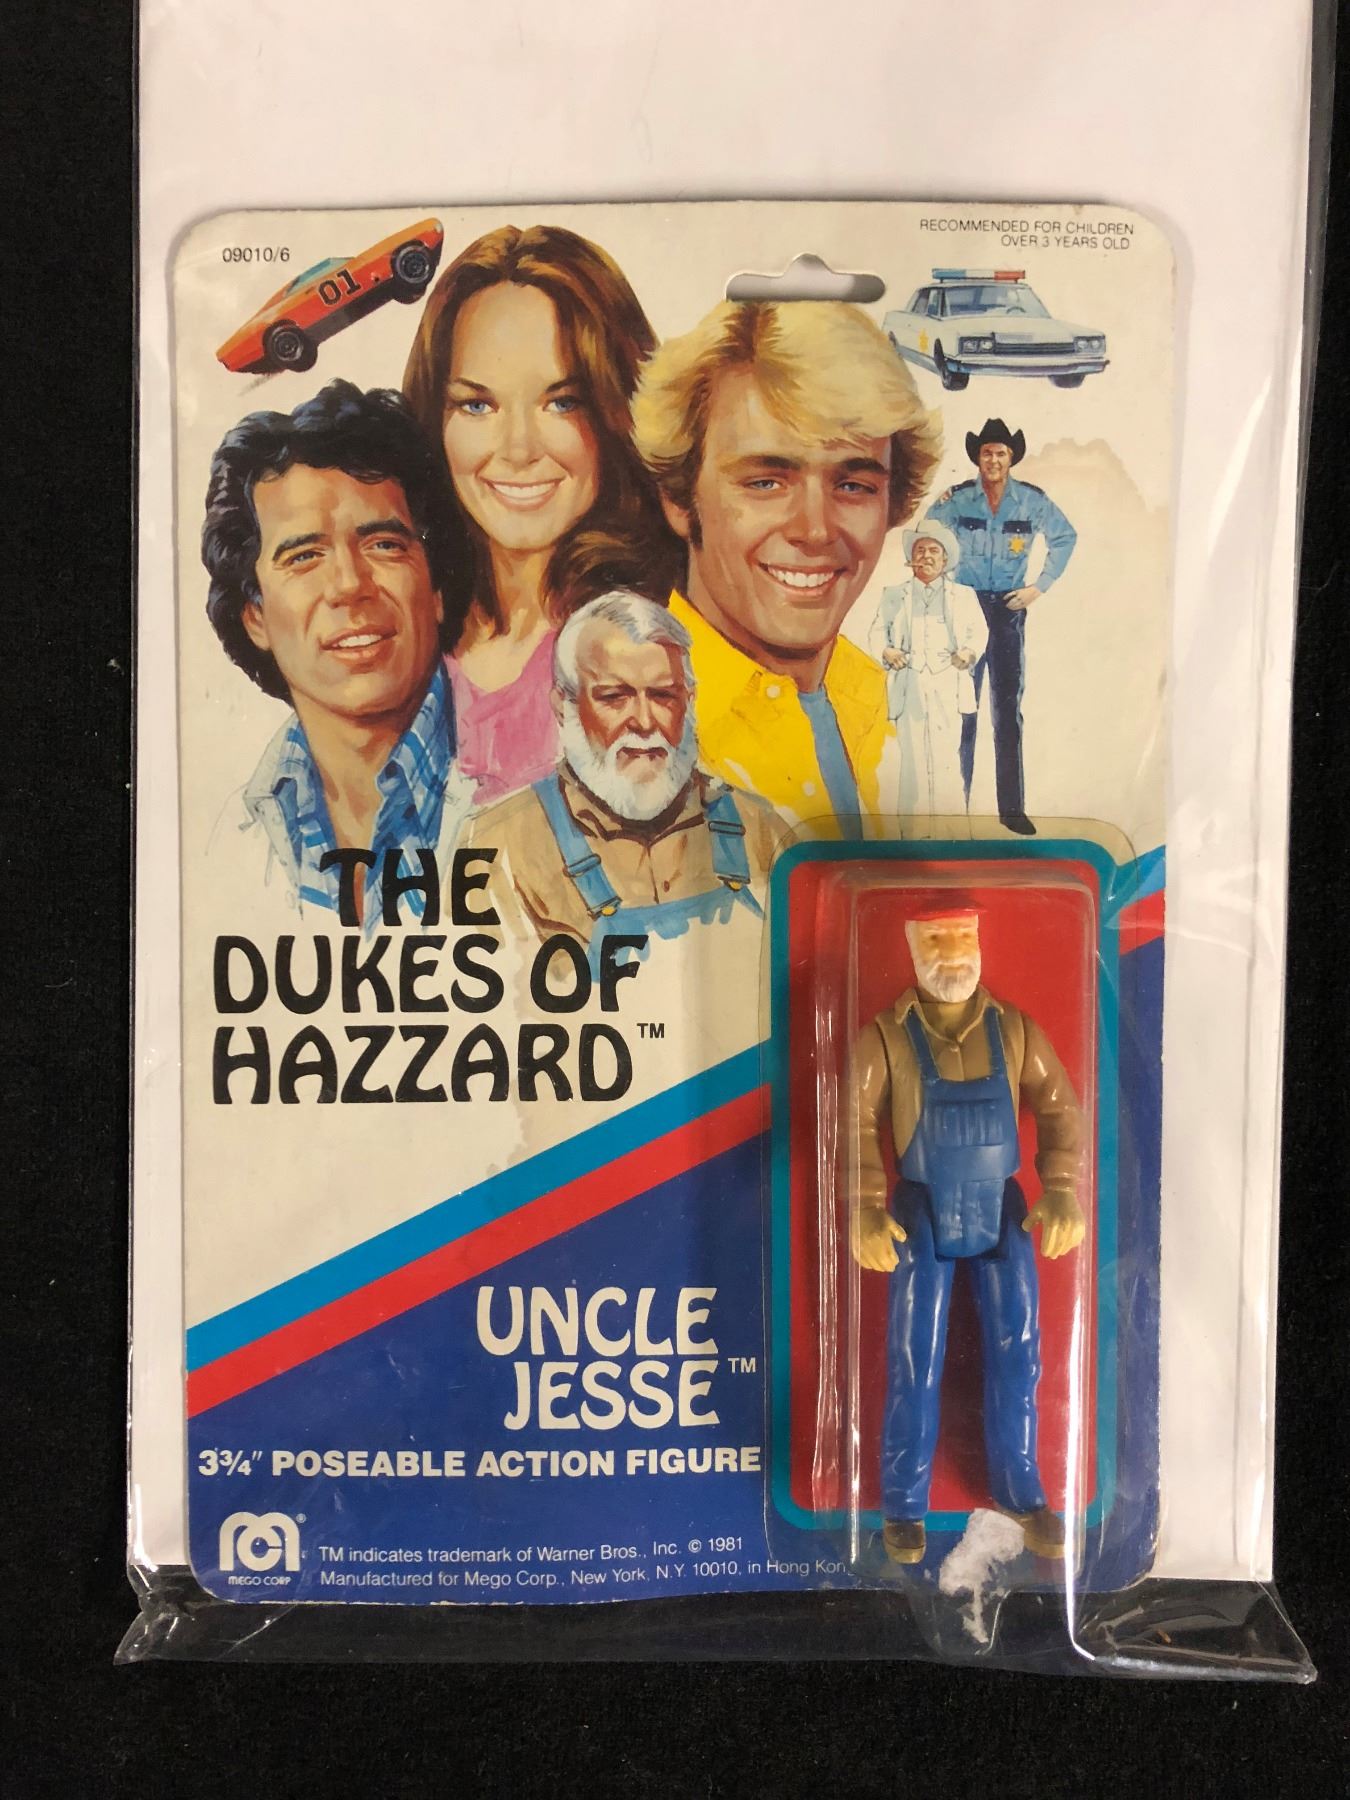 09010/6
RECOMMENDED FOR CHILDREN
OVER 3 YEARS OLD
01
THE
DUKES OF
HAZZARD™
UNCLE
JESSE™
3¾" POSEABLE ACTION FIGURE
MEGO CORP ®
TM indicates trademark of Warner Bros., Inc. © 1981
Manufactured for Mego Corp., New York, N.Y. 10010, in Hong Kon